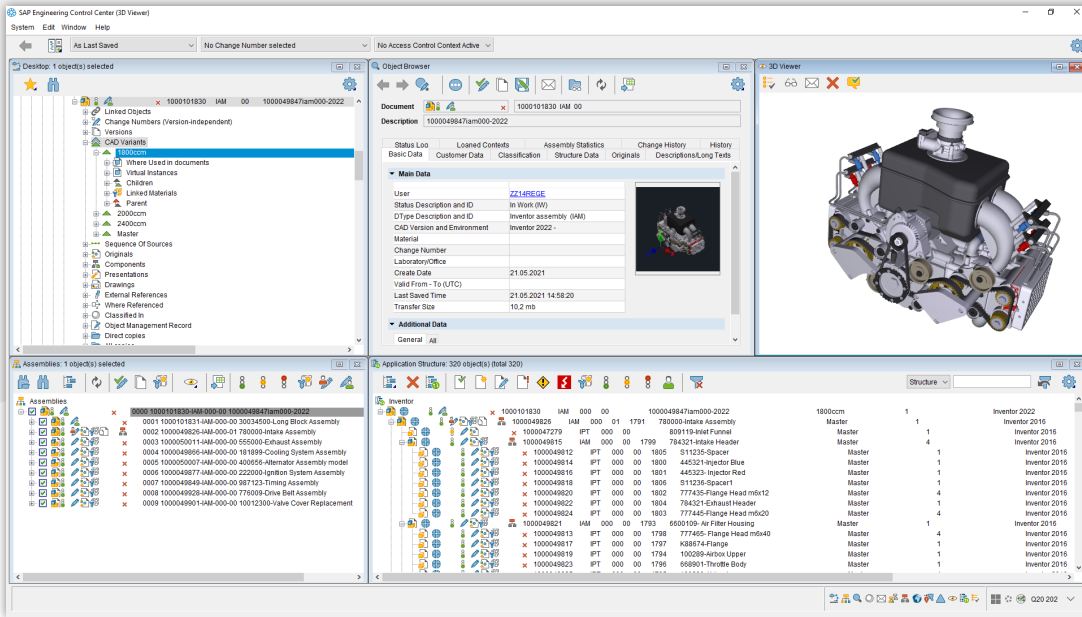 SAP Engineering Control Center (3D Viewer)
System Edit Window Help
As Last Saved No Change Number selected No Access Control Context Active
Desktop: 1 object(s) selected
1000101830 IAM 00 1000049847iam000-2022
Linked Objects
Change Numbers (Version-independent)
Versions
CAD Variants
1800ccm
Where Used in documents
Virtual Instances
Children
Linked Materials
Parent
2000ccm
2400ccm
Master
Sequence Of Sources
Originals
Components
Presentations
Drawings
External References
Where Referenced
Classified In
Object Management Record
Direct copies
Object Browser
Document 1000101830 IAM 00
Description 1000049847iam000-2022
Status Log Loaned Contexts Assembly Statistics Change History History
Basic Data Customer Data Classification Structure Data Originals Descriptions/Long Texts
Main Data
User ZZ14REGE
Status Description and ID In Work (IW)
DType Description and ID Inventor assembly (IAM)
CAD Version and Environment Inventor 2022 -
Material
Change Number
Laboratory/Office
Create Date 21.05.2021
Valid From - To (UTC)
Last Saved Time 21.05.2021 14:58:20
Transfer Size 10,2 mb
Additional Data
General All
3D Viewer
Assemblies: 1 object(s) selected
Assemblies
0000 1000101830-IAM-000-00 1000049847iam000-2022
0001 1000101831-IAM-000-00 30034500-Long Block Assembly
0002 1000049826-IAM-000-01 780000-Intake Assembly
0003 1000050011-IAM-000-00 555000-Exhaust Assembly
0004 1000049866-IAM-000-00 181899-Cooling System Assembly
0005 1000050007-IAM-000-00 400656-Alternator Assembly model
0006 1000049877-IAM-000-00 222000-Ignition System Assembly
0007 1000049849-IAM-000-00 987123-Timing Assembly
0008 1000049928-IAM-000-00 776009-Drive Belt Assembly
0009 1000049901-IAM-000-00 10012300-Valve Cover Replacement
Application Structure: 320 object(s) (total 320)
Structure
Inventor
1000101830 IAM 000 00 1000049847iam000-2022 1800ccm 1 Inventor 2022
1000049826 IAM 000 01 1791 780000-Intake Assembly Master 1 Inventor 2016
1000047279 IPT 000 00 809119-Inlet Funnel Master 1 Inventor 2016
1000049815 IAM 000 00 1799 784321-Intake Header Master 4 Inventor 2016
1000049812 IPT 000 00 1805 S11235-Spacer Master 1 Inventor 2016
1000049814 IPT 000 00 1800 445321-Injector Blue Master 1 Inventor 2016
1000049816 IPT 000 00 1801 445323- Injector Red Master 1 Inventor 2016
1000049818 IPT 000 00 1806 S11236-Spacer1 Master 1 Inventor 2016
1000049820 IPT 000 00 1802 777435-Flange Head m6x12 Master 4 Inventor 2016
1000049822 IPT 000 00 1804 784321-Exhaust Header Master 1 Inventor 2016
1000049824 IPT 000 00 1803 777445-Flange Head m6x20 Master 4 Inventor 2016
1000049821 IAM 000 00 1793 6600109- Air Filter Housing Master 1 Inventor 2016
1000049813 IPT 000 00 1798 777465- Flange Head m6x40 Master 4 Inventor 2016
1000049817 IPT 000 00 1797 K88674-Flange Master 1 Inventor 2016
1000049819 IPT 000 00 1794 100289-Airbox Upper Master 1 Inventor 2016
1000049823 IPT 000 00 1796 668901-Throttle Body Master 1 Inventor 2016
Q20 202